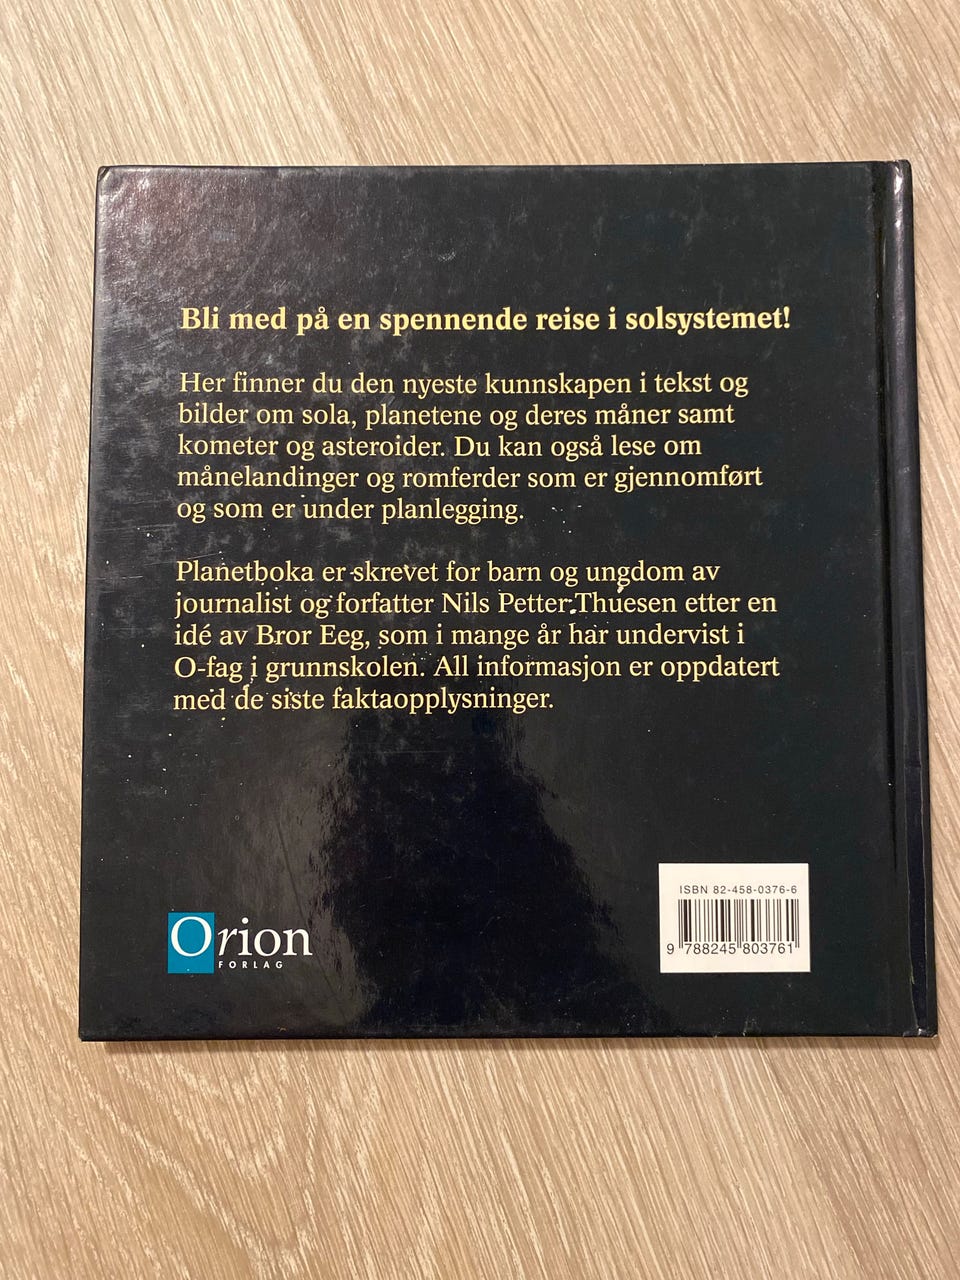 Bli med på en spennende reise i solsystemet!
Her finner du den nyeste kunnskapen i tekst og
bilder om sola, planetene og deres måner samt
kometer og asteroider. Du kan også lese om
månelandinger og romferder som er gjennomført
og som er under planlegging.
Planetboka er skrevet for barn og ungdom av
journalist og forfatter Nils Petter Thuesen etter en
idé av Bror Eeg, som i mange år har undervist i
O-fag i grunnskolen. All informasjon er oppdatert
med de siste faktaopplysninger.
Orion
FORLAG
ISBN 82-458-0376-6
9 788245 803761